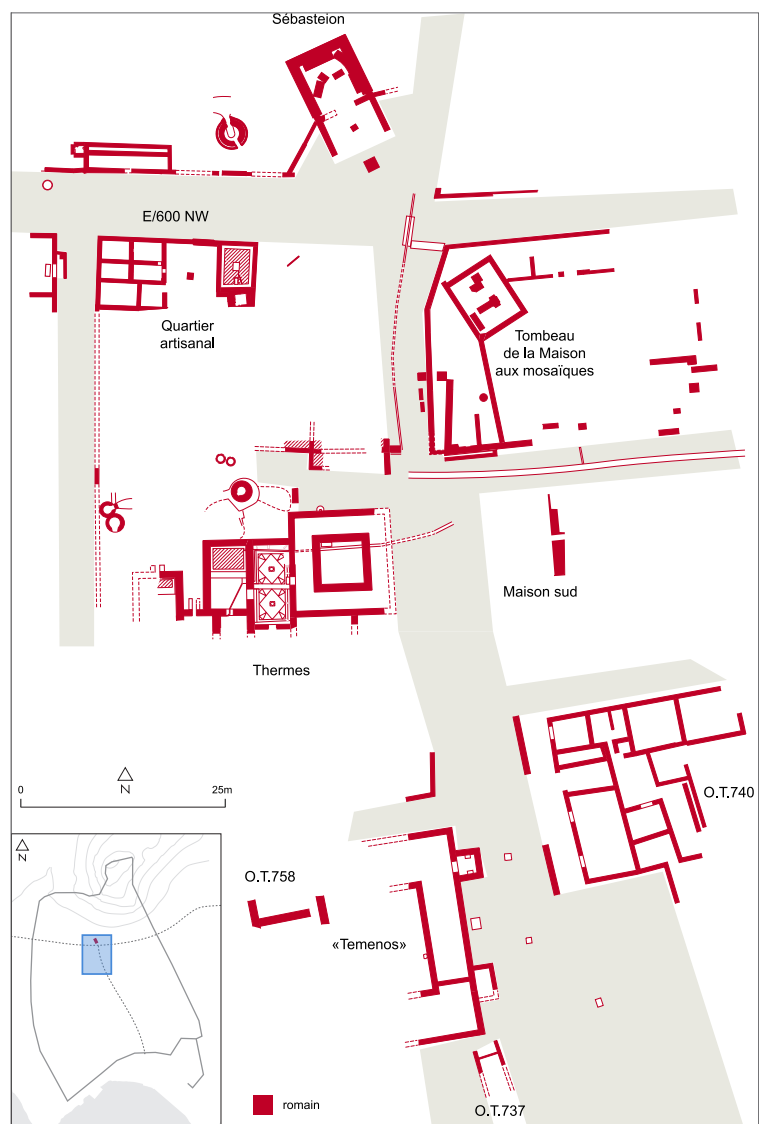 Sébasteion
E/600 NW
Quartier
artisanal
Tombeau
de la Maison
aux mosaïques
Maison sud
Thermes
N
0
25m
O.T.740
N
O.T.758
«Temenos»
romain
O.T.737